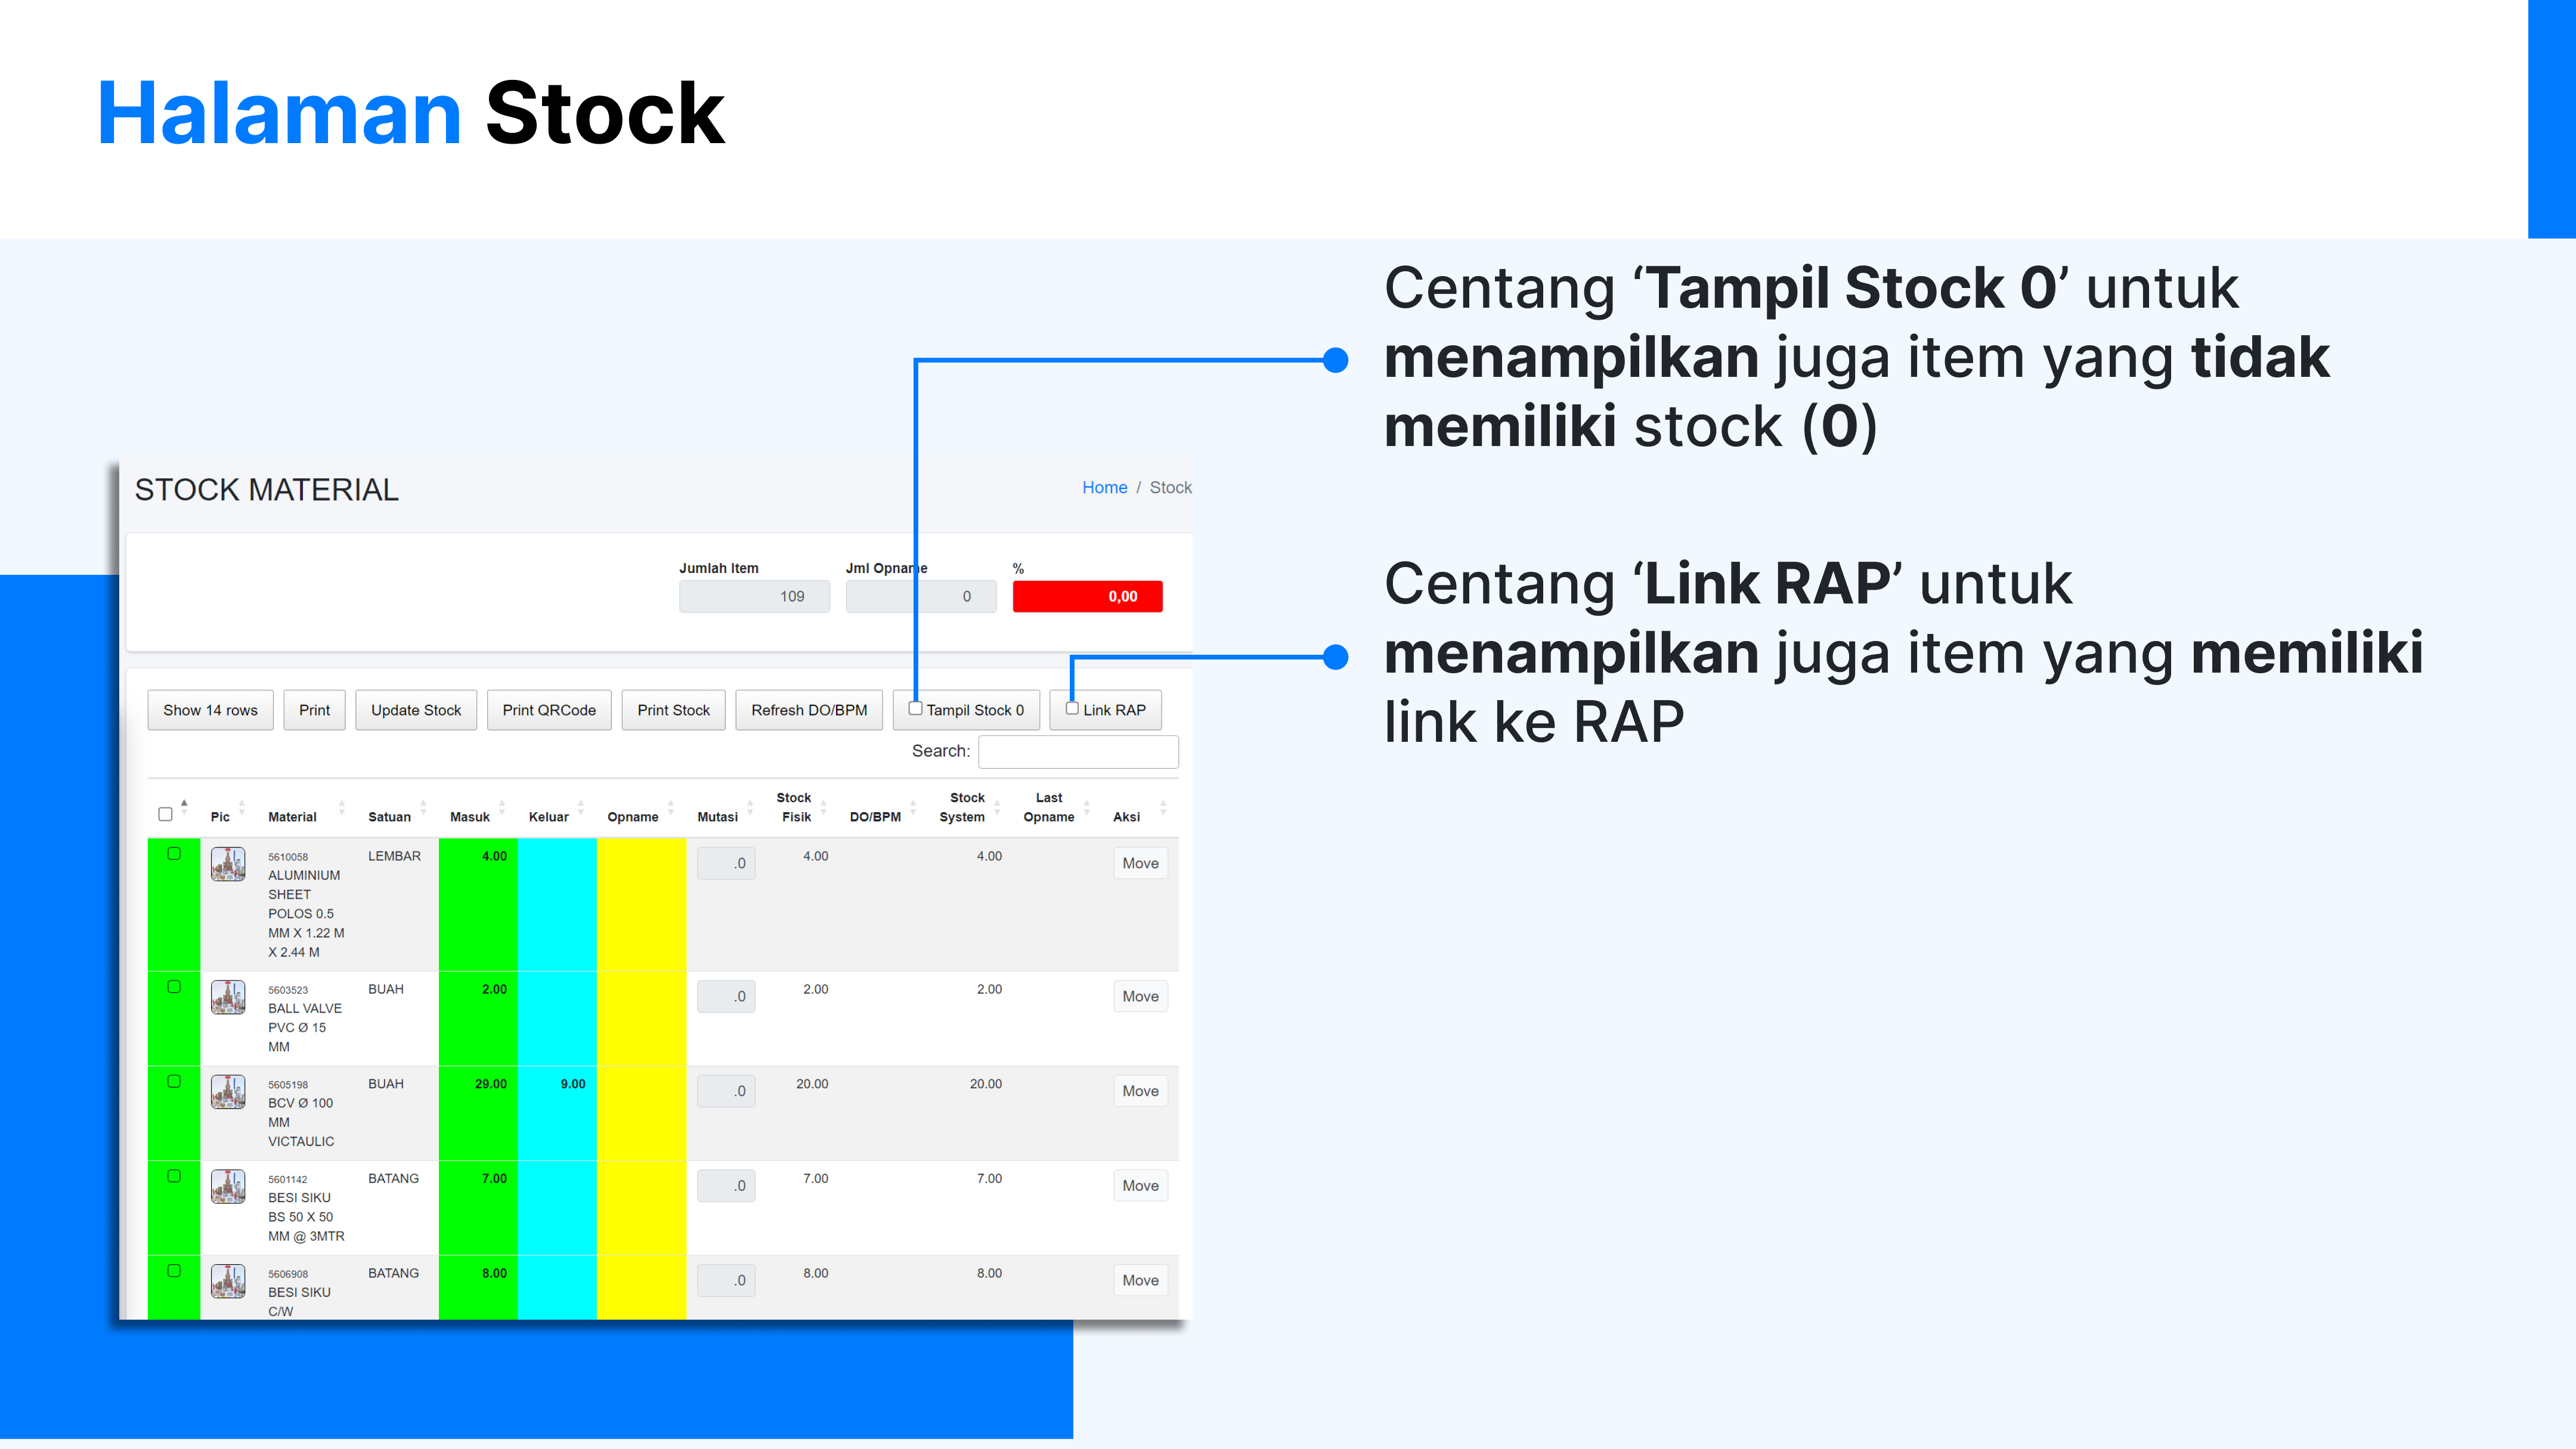 Halaman Stock
Centang ‘Tampil Stock 0’ untuk
menampilkan juga item yang tidak
memiliki stock (0)
Centang ‘Link RAP’ untuk
menampilkan juga item yang memiliki
link ke RAP
STOCK MATERIAL
Home / Stock
Jumlah Item Jml Opname %
109 0 0,00
Show 14 rows Print Update Stock Print QRCode Print Stock Refresh DO/BPM Tampil Stock 0 Link RAP
Search:
Pic Material Satuan Masuk Keluar Opname Mutasi Stock Fisik DO/BPM Stock System Last Opname Aksi
5610058
LEMBAR 4.00 .0 4.00 4.00 Move
ALUMINIUM
SHEET
POLOS 0.5
MM X 1.22 M
X 2.44 M
5603523
BUAH 2.00 .0 2.00 2.00 Move
BALL VALVE
PVC Ø 15
MM
5605198
BUAH 29.00 9.00 .0 20.00 20.00 Move
BCV Ø 100
MM
VICTAULIC
5601142
BATANG 7.00 .0 7.00 7.00 Move
BESI SIKU
BS 50 X 50
MM @ 3MTR
5606908
BATANG 8.00 .0 8.00 8.00 Move
BESI SIKU
C/W